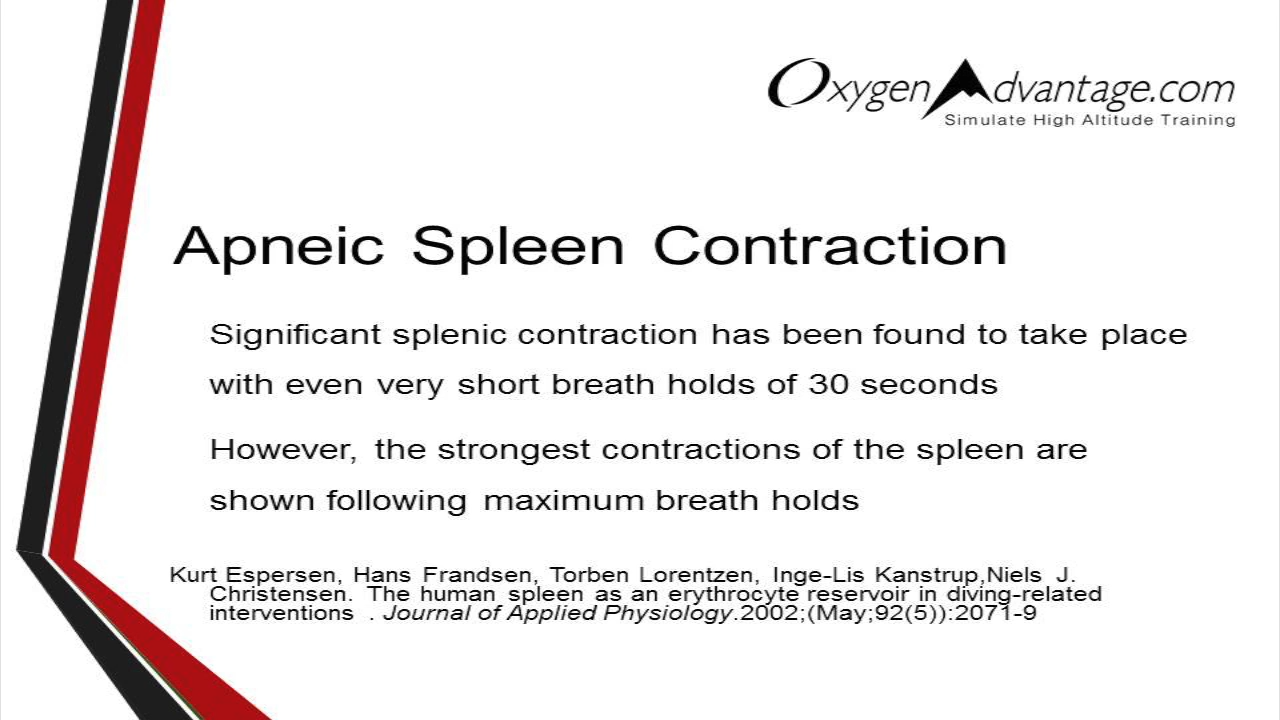 OxygenAdvantage.com
Simulate High Altitude Training
Apneic Spleen Contraction
Significant splenic contraction has been found to take place
with even very short breath holds of 30 seconds
However, the strongest contractions of the spleen are
shown following maximum breath holds
Kurt Espersen, Hans Frandsen, Torben Lorentzen, Inge-Lis Kanstrup,Niels J.
Christensen. The human spleen as an erythrocyte reservoir in diving-related
interventions . Journal of Applied Physiology.2002;(May;92(5)):2071-9